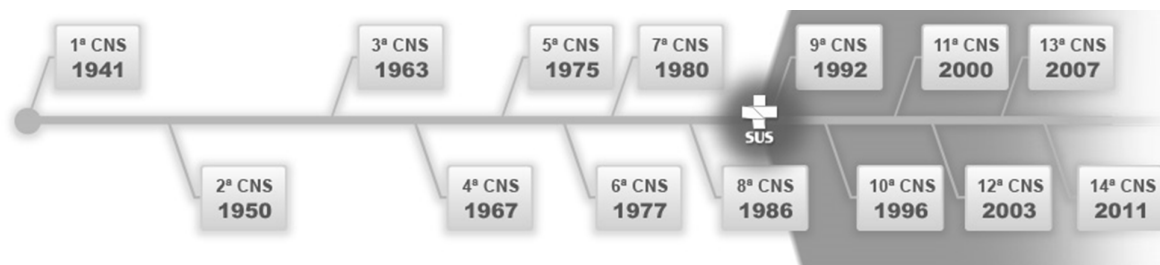 1ª CNS
1941
3ª CNS
1963
5ª CNS
1975
7ª CNS
1980
9ª CNS
1992
11ª CNS
2000
13ª CNS
2007
SUS
2ª CNS
1950
4ª CNS
1967
6ª CNS
1977
8ª CNS
1986
10ª CNS
1996
12ª CNS
2003
14ª CNS
2011